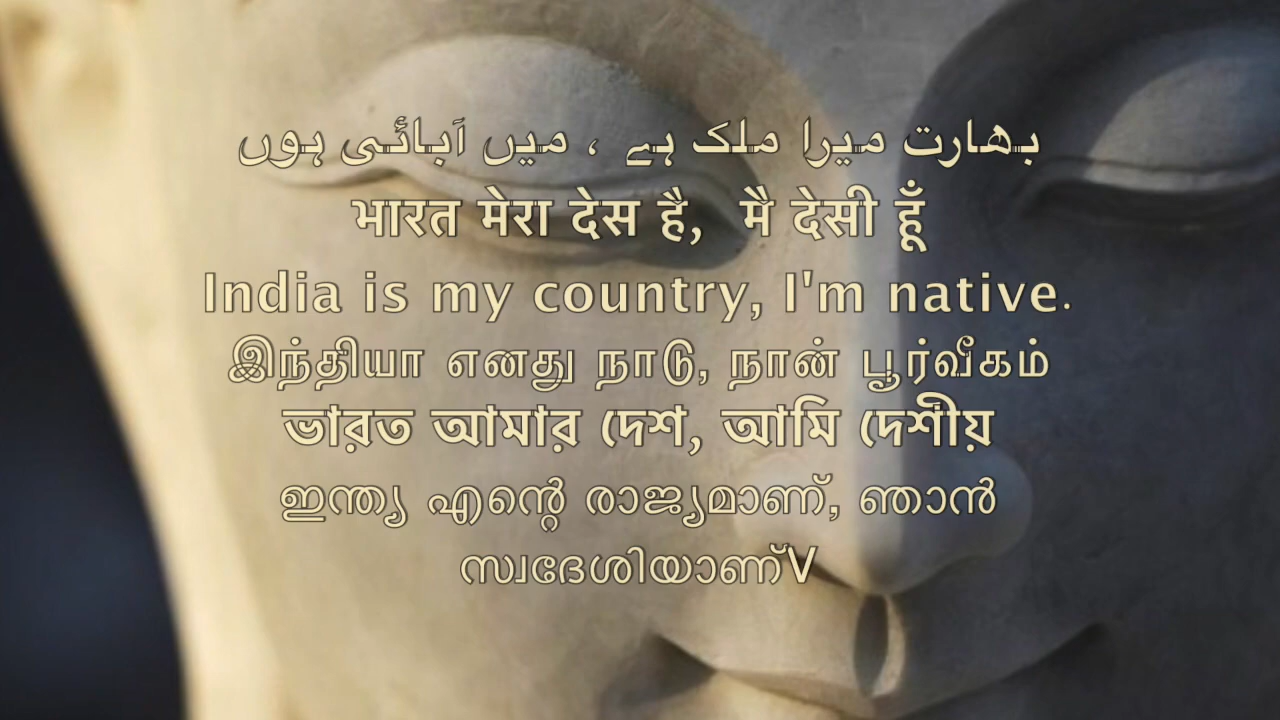 بھارت میرا ملک ہے ، میں آبائی ہوں
भारत मेरा देस है, मै देसी हूँ
India is my country, I'm native.
இந்தியா எனது நாடு, நான் பூர்வீகம்
ভারত আমার দেশ, আমি দেশীয়
ഇന്ത്യ എന്റെ രാജ്യമാണ്, ഞാൻ
സ്വദേശിയാണ്V